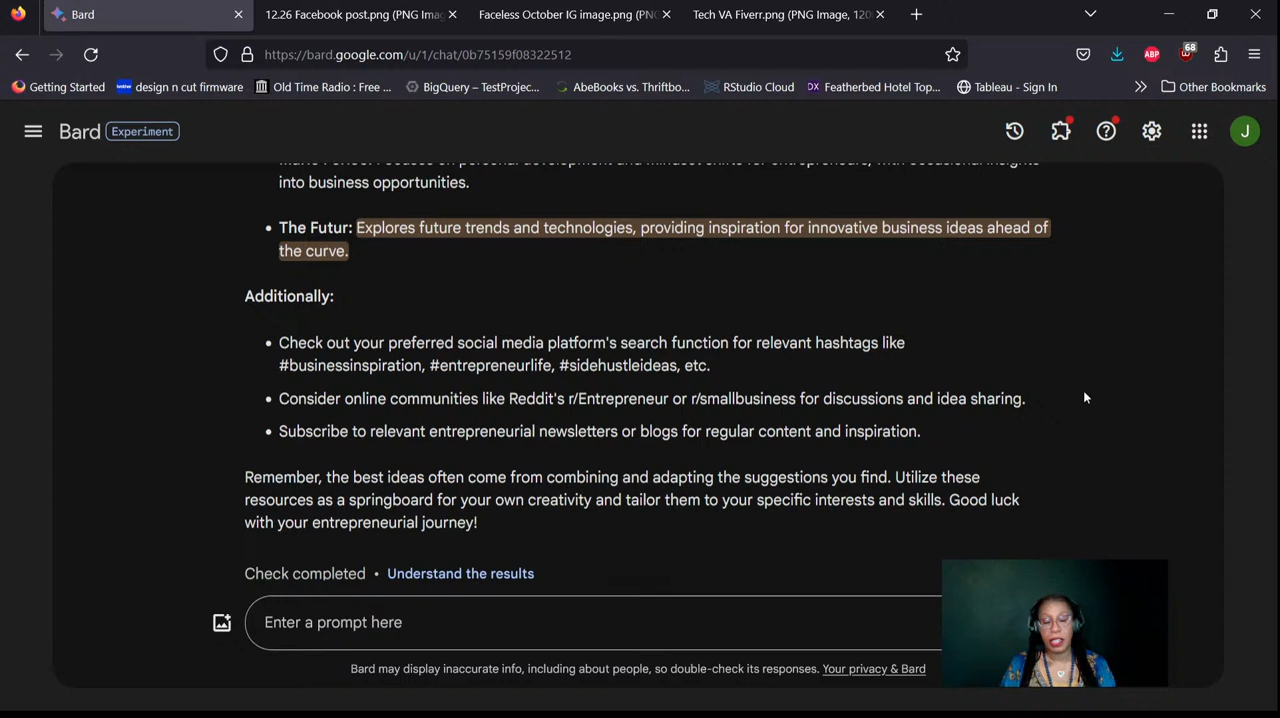 Bard
12.26 Facebook post.png (PNG Imag
Faceless October IG image.png (PNG
Tech VA Fiverr.png (PNG Image, 120
https://bard.google.com/u/1/chat/0b75159f08322512
ABP
68
Getting Started
brother
design n cut firmware
Old Time Radio : Free ...
BigQuery – TestProjec...
AbeBooks vs. Thriftbo...
RStudio Cloud
DX
Featherbed Hotel Top...
Tableau - Sign In
Other Bookmarks
Bard
Experiment
J
into business opportunities.
• The Futur: Explores future trends and technologies, providing inspiration for innovative business ideas ahead of
the curve.
Additionally:
• Check out your preferred social media platform's search function for relevant hashtags like
#businessinspiration, #entrepreneurlife, #sidehustleideas, etc.
• Consider online communities like Reddit's r/Entrepreneur or r/smallbusiness for discussions and idea sharing.
• Subscribe to relevant entrepreneurial newsletters or blogs for regular content and inspiration.
Remember, the best ideas often come from combining and adapting the suggestions you find. Utilize these
resources as a springboard for your own creativity and tailor them to your specific interests and skills. Good luck
with your entrepreneurial journey!
Check completed • Understand the results
Enter a prompt here
Bard may display inaccurate info, including about people, so double-check its responses. Your privacy & Bard